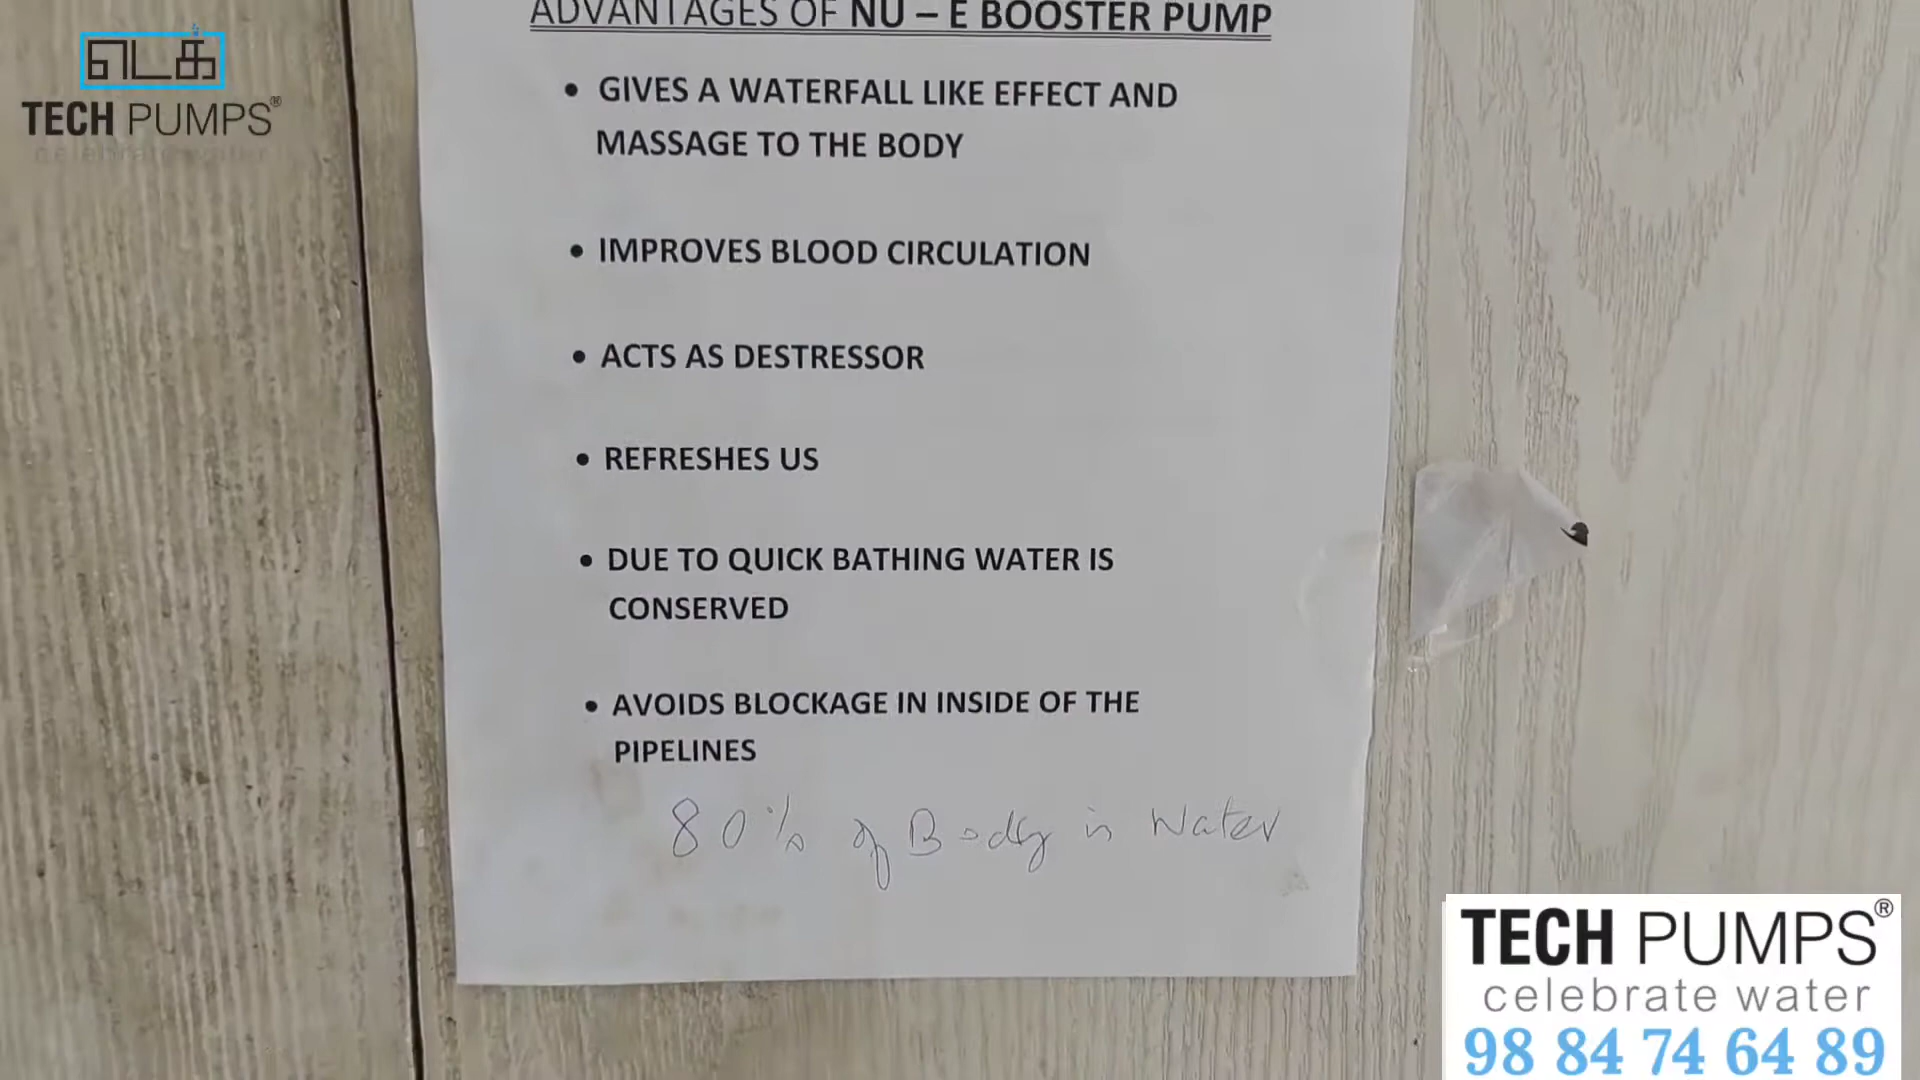 டெக்
TECH PUMPS®
celebrate water
ADVANTAGES OF NU – E BOOSTER PUMP
• GIVES A WATERFALL LIKE EFFECT AND
MASSAGE TO THE BODY
• IMPROVES BLOOD CIRCULATION
• ACTS AS DESTRESSOR
• REFRESHES US
• DUE TO QUICK BATHING WATER IS
CONSERVED
• AVOIDS BLOCKAGE IN INSIDE OF THE
PIPELINES
80% of Body is Water
TECH PUMPS®
celebrate water
98 84 74 64 89